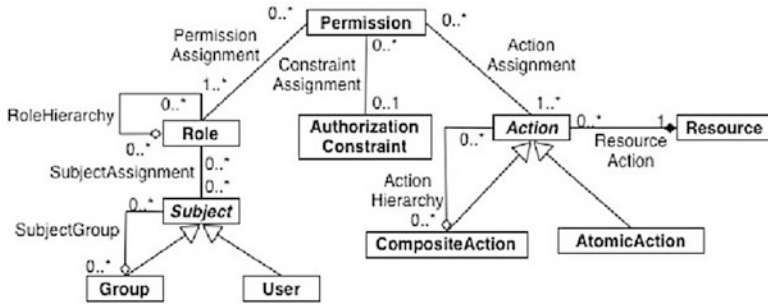 0..*
Permission
0..*
Permission
Assignment
0..*
Constraint
Assignment
Action
Assignment
1..*
0..*
RoleHierarchy
0..*
Role
0..1
Authorization
Constraint
1..*
0..*
Action
0..*
1
Resource
Resource
Action
SubjectAssignment
0..*
0..*
0..*
Subject
SubjectGroup
0..*
Group
User
Action
Hierarchy
0..*
CompositeAction
AtomicAction